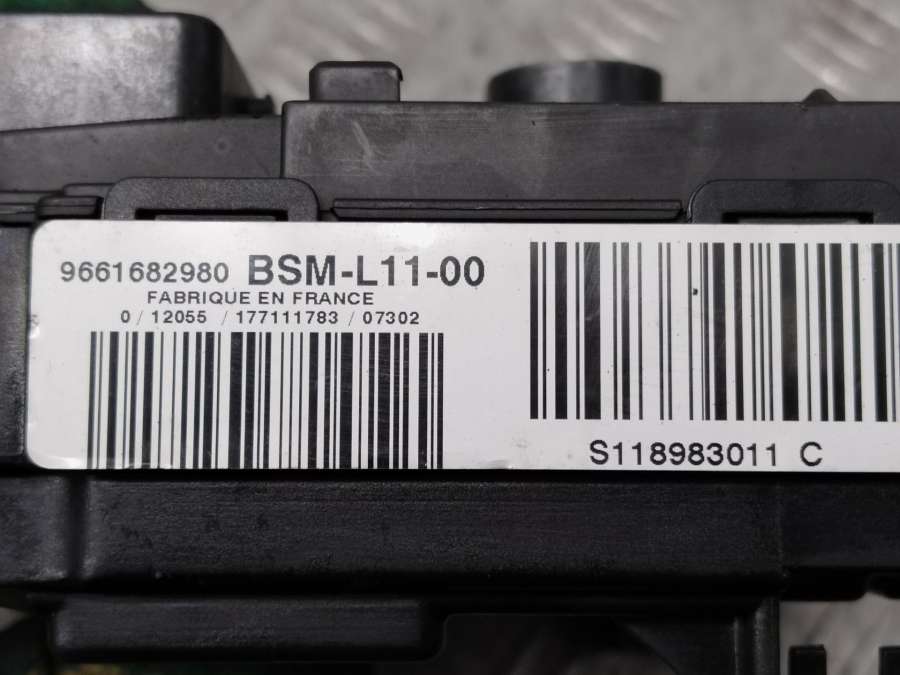 9661682980 BSM-L11-00
FABRIQUE EN FRANCE
0 / 12055 / 177111783 / 07302
S118983011 C